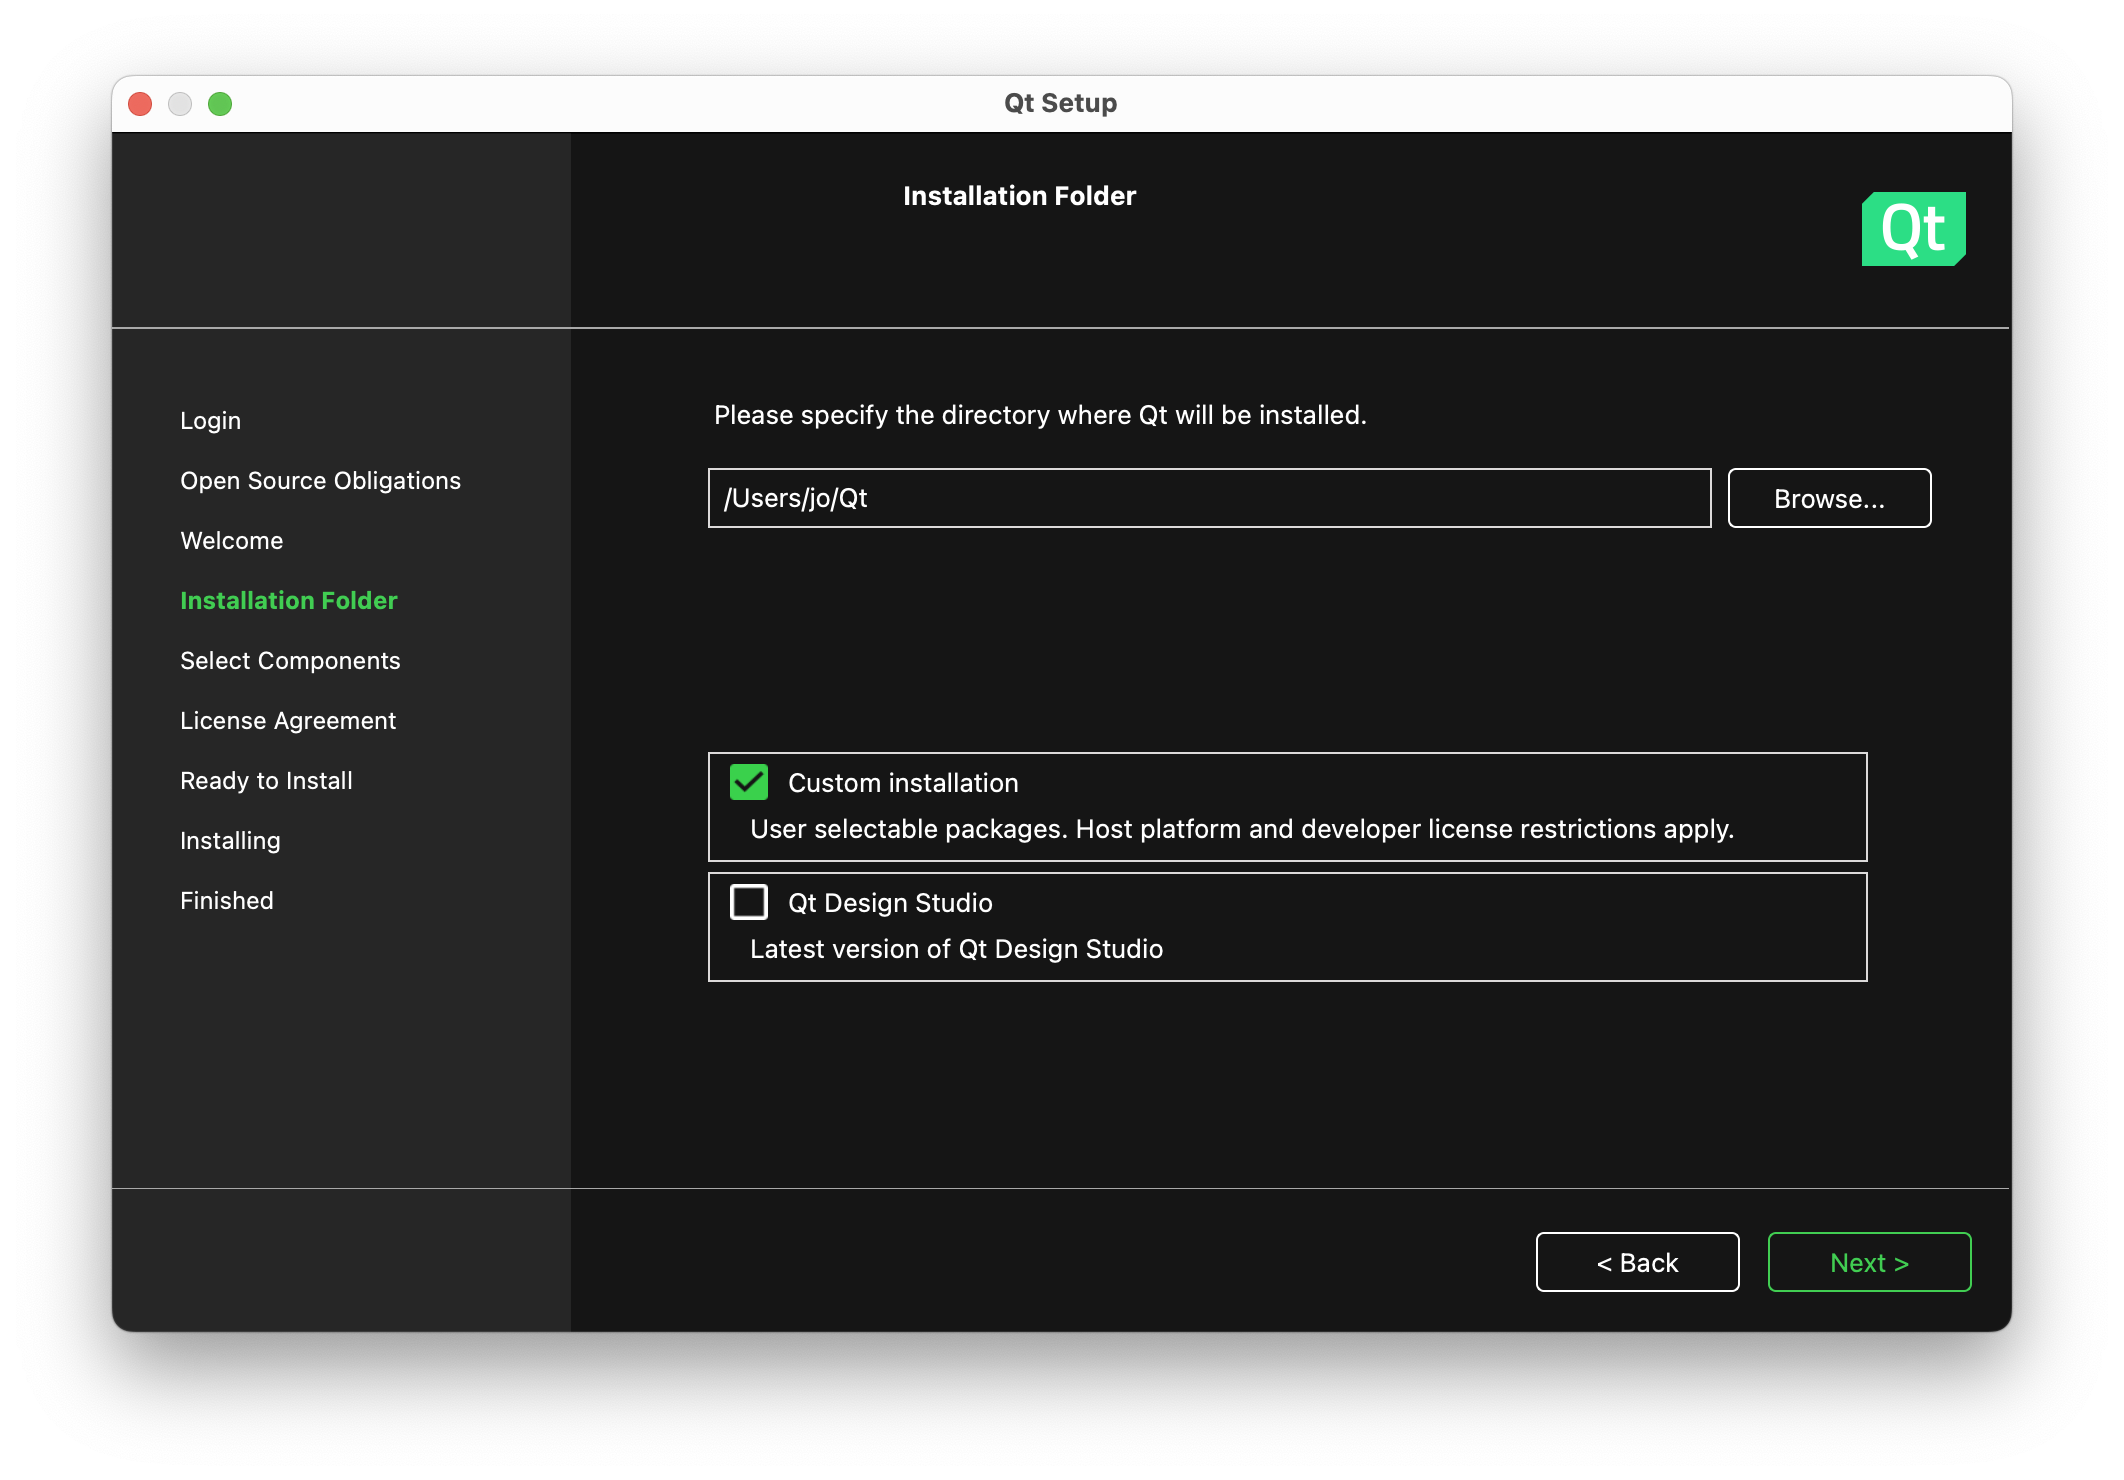 Qt Setup
Installation Folder
Qt
Login
Open Source Obligations
Welcome
Installation Folder
Select Components
License Agreement
Ready to Install
Installing
Finished
Please specify the directory where Qt will be installed.
/Users/jo/Qt
Browse...
Custom installation
User selectable packages. Host platform and developer license restrictions apply.
Qt Design Studio
Latest version of Qt Design Studio
< Back
Next >